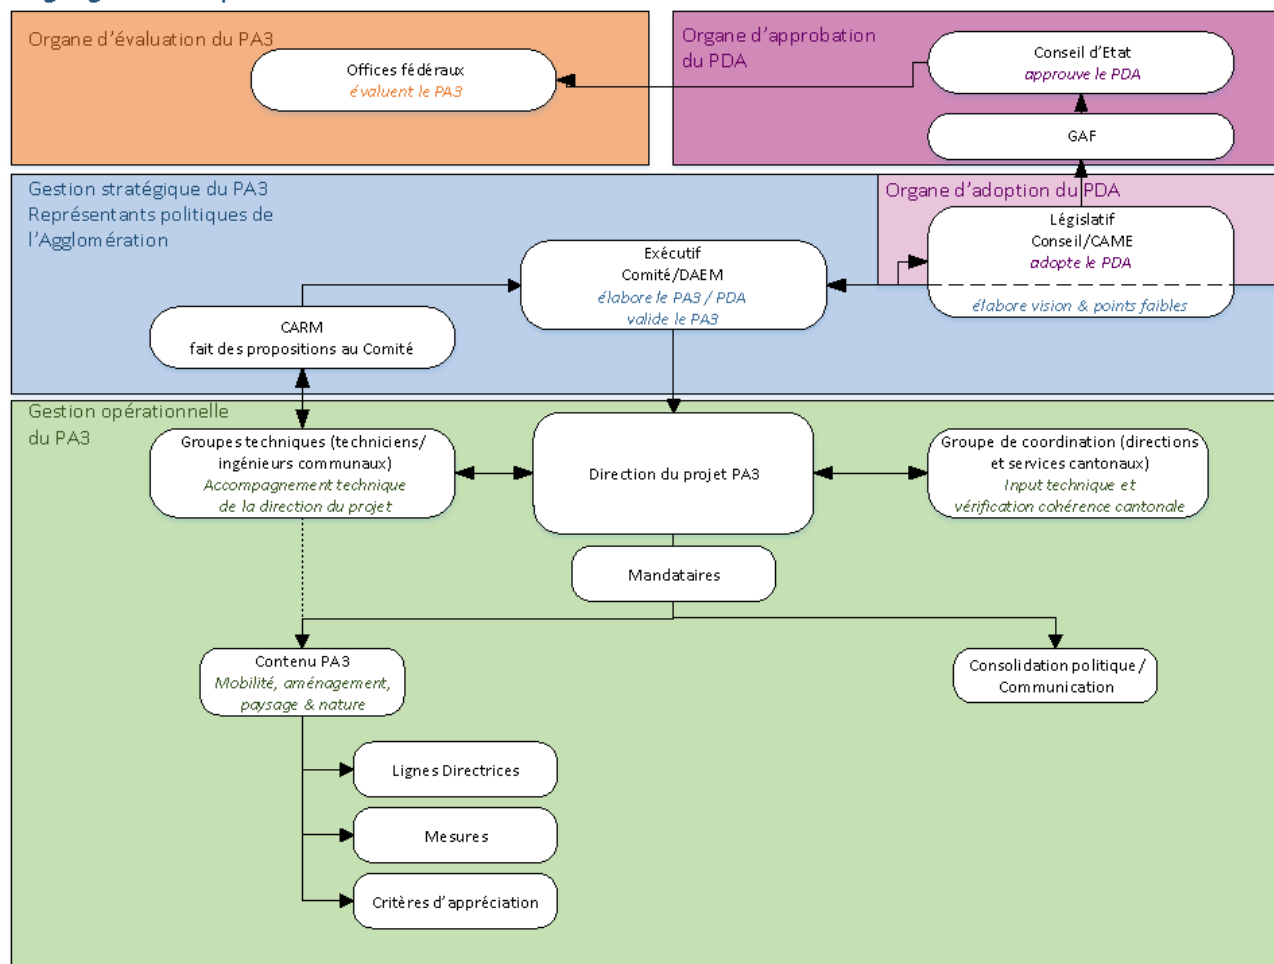 Organe d'évaluation du PA3
Offices fédéraux
évaluent le PA3
Organe d'approbation
du PDA
Conseil d'Etat
approuve le PDA
GAF
Gestion stratégique du PA3
Représentants politiques de
l'Agglomération
Organe d'adoption du PDA
Législatif
Conseil/CAME
adopte le PDA
élabore vision & points faibles
Exécutif
Comité/DAEM
élabore le PA3 / PDA
valide le PA3
CARM
fait des propositions au Comité
Gestion opérationnelle
du PA3
Groupes techniques (techniciens/
ingénieurs communaux)
Accompagnement technique
de la direction du projet
Direction du projet PA3
Groupe de coordination (directions
et services cantonaux)
Input technique et
vérification cohérence cantonale
Mandataires
Contenu PA3
Mobilité, aménagement,
paysage & nature
Consolidation politique /
Communication
Lignes Directrices
Mesures
Critères d'appréciation